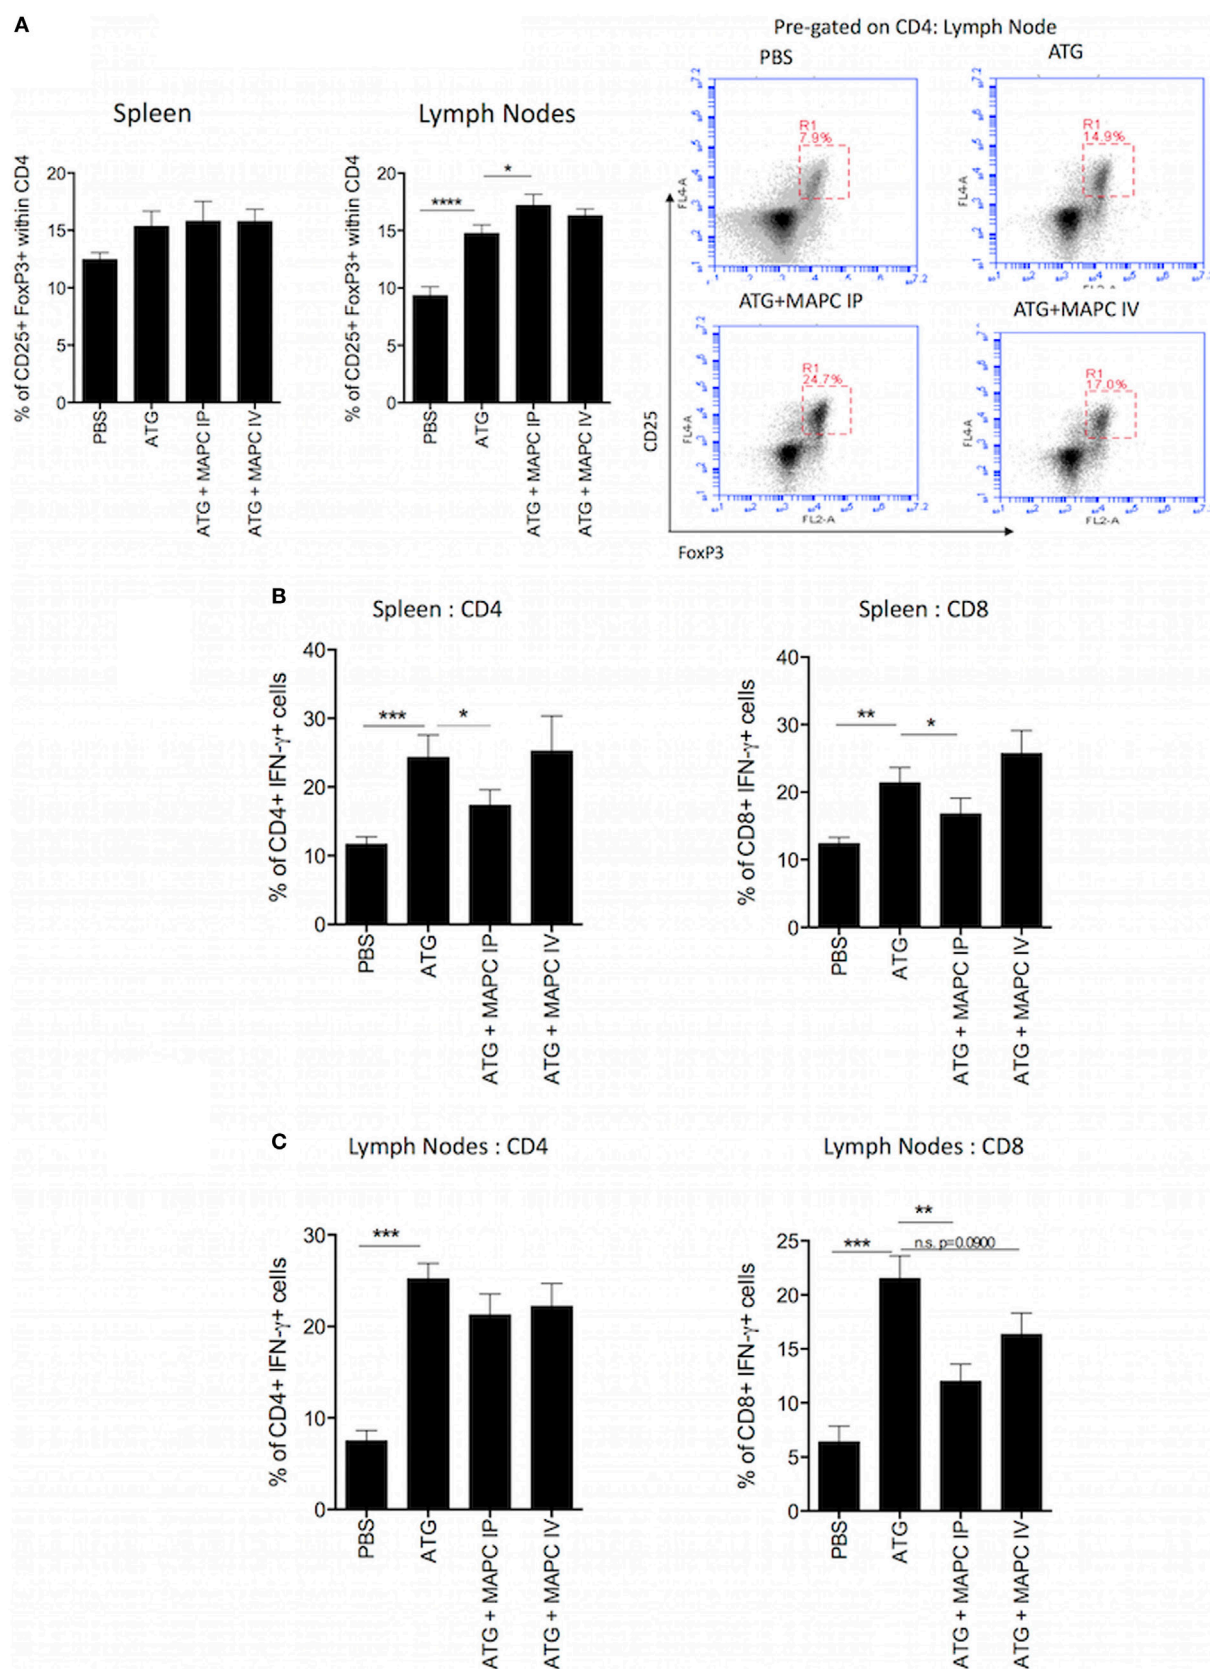 A
Pre-gated on CD4: Lymph Node
PBS
ATG
Spleen
Lymph Nodes
% of CD25+ FoxP3+ within CD4
20
15
10
5
0
PBS
ATG
ATG + MAPC IP
ATG + MAPC IV
% of CD25+ FoxP3+ within CD4
20
15
10
5
0
****
*
PBS
ATG
ATG + MAPC IP
ATG + MAPC IV
R1
7.9%
FL4-A
R1
14.9%
FL4-A
ATG+MAPC IP
ATG+MAPC IV
R1
24.7%
FL4-A
FL2-A
R1
17.0%
FL4-A
FL2-A
CD25
FoxP3
B
Spleen : CD4
Spleen : CD8
% of CD4+ IFN-γ+ cells
40
30
20
10
0
***
*
PBS
ATG
ATG + MAPC IP
ATG + MAPC IV
% of CD8+ IFN-γ+ cells
40
30
20
10
0
**
*
PBS
ATG
ATG + MAPC IP
ATG + MAPC IV
C
Lymph Nodes : CD4
Lymph Nodes : CD8
% of CD4+ IFN-γ+ cells
30
20
10
0
***
PBS
ATG
ATG + MAPC IP
ATG + MAPC IV
% of CD8+ IFN-γ+ cells
25
20
15
10
5
0
***
**
n.s. p=0.0900
PBS
ATG
ATG + MAPC IP
ATG + MAPC IV